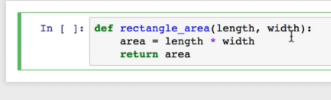 In [ ]: def rectangle_area(length, width):
area = length * width
return area